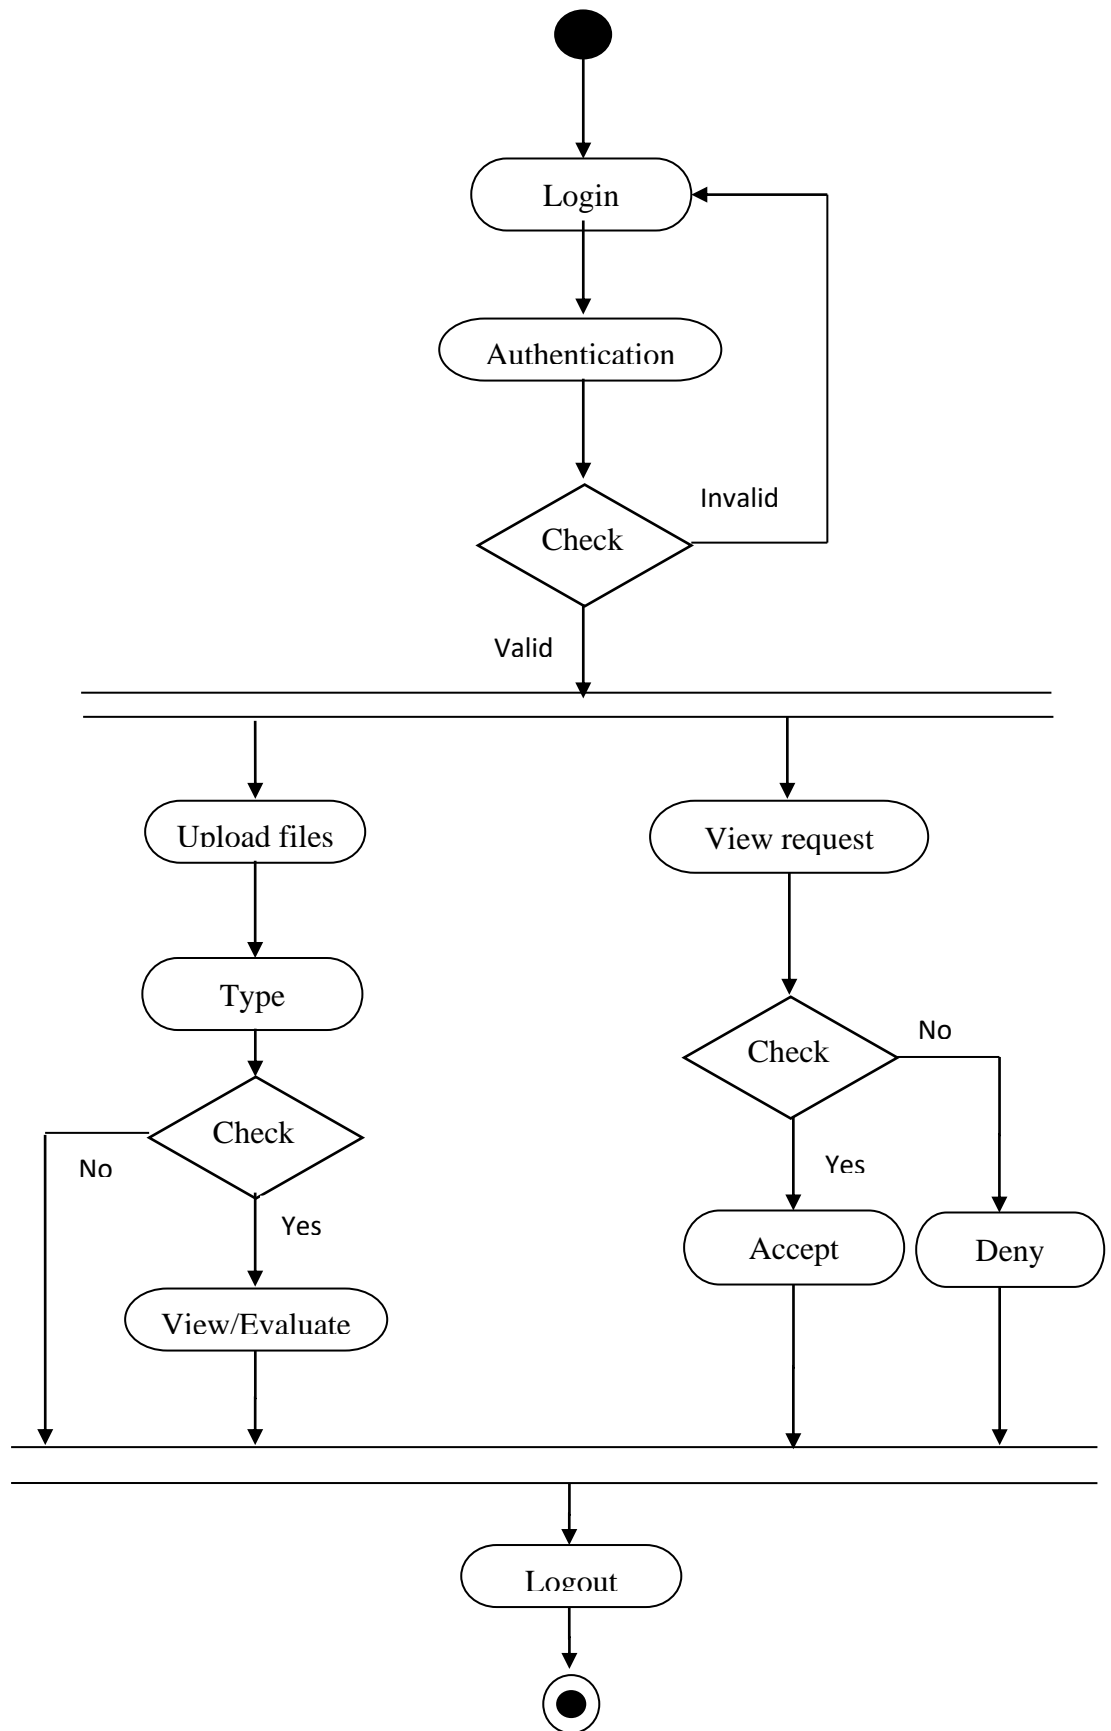 Login
Authentication
Check
Invalid
Valid
Upload files
View request
Type
Check
No
Check
No
Yes
Yes
Accept
Deny
View/Evaluate
Logout